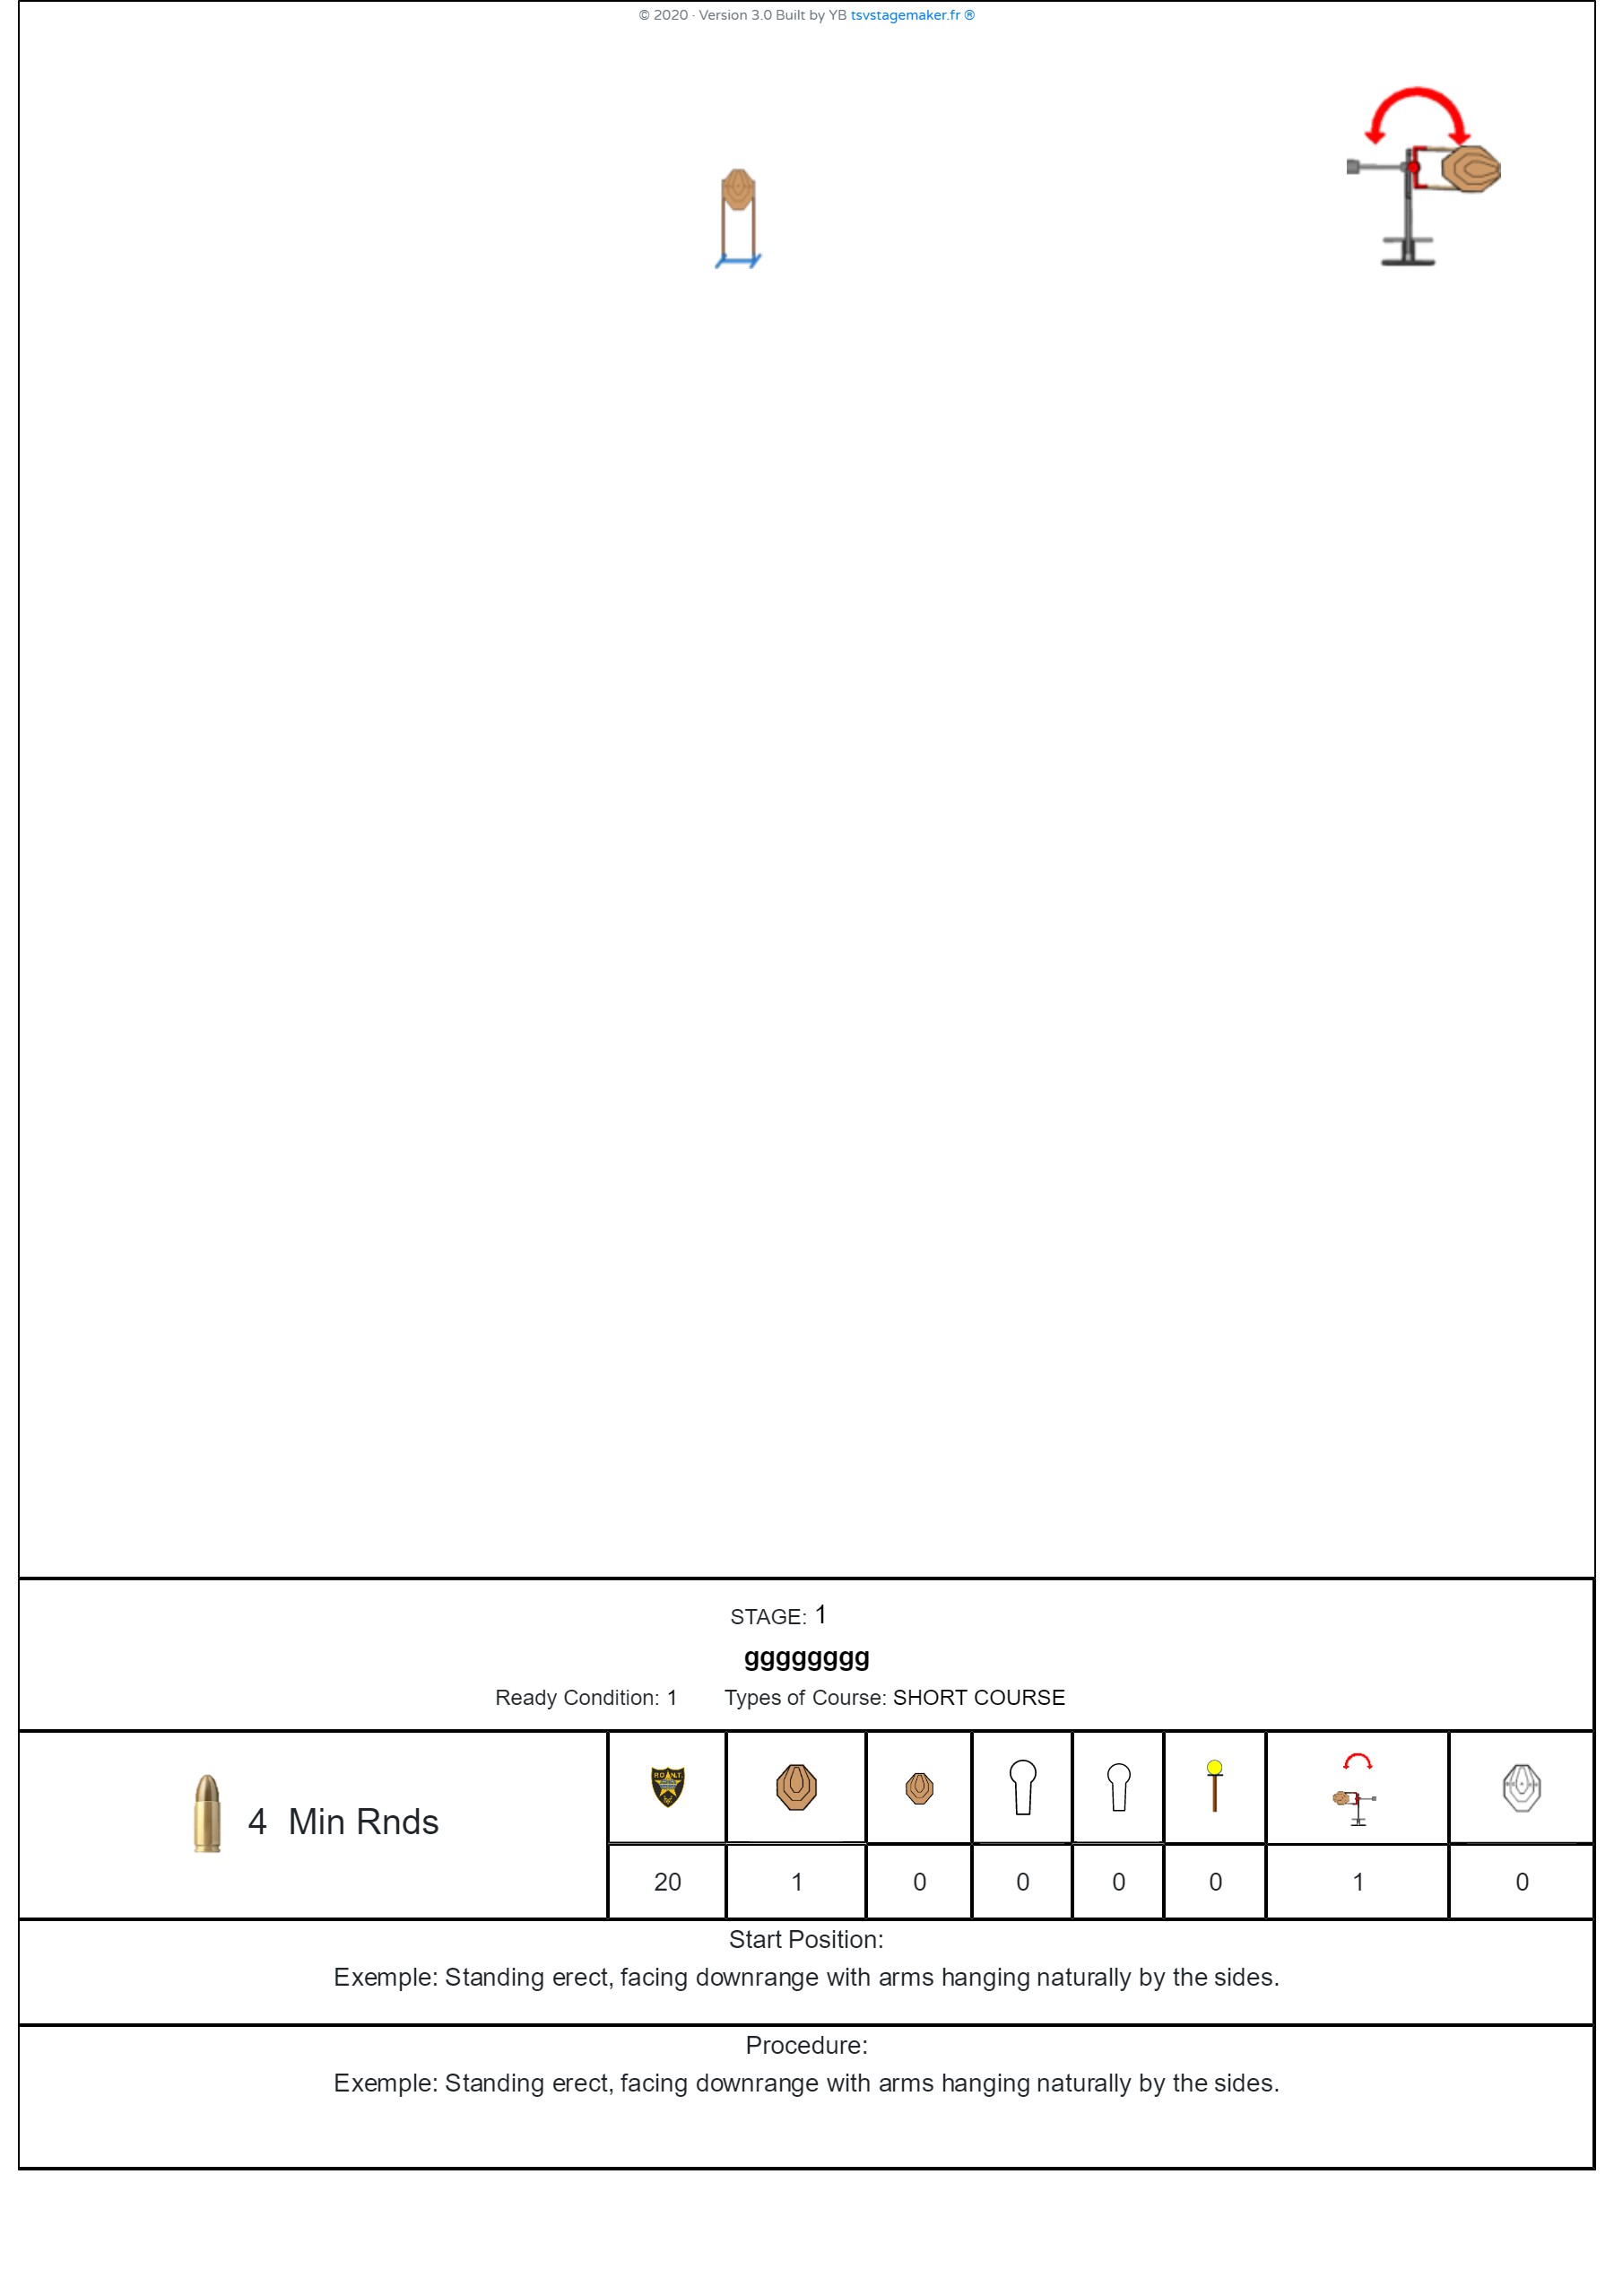 © 2020 · Version 3.0 Built by YB tsvstagemaker.fr ®
STAGE: 1
gggggggg
Ready Condition: 1 Types of Course: SHORT COURSE
4 Min Rnds
20 1 0 0 0 0 1 0
Start Position:
Exemple: Standing erect, facing downrange with arms hanging naturally by the sides.
Procedure:
Exemple: Standing erect, facing downrange with arms hanging naturally by the sides.